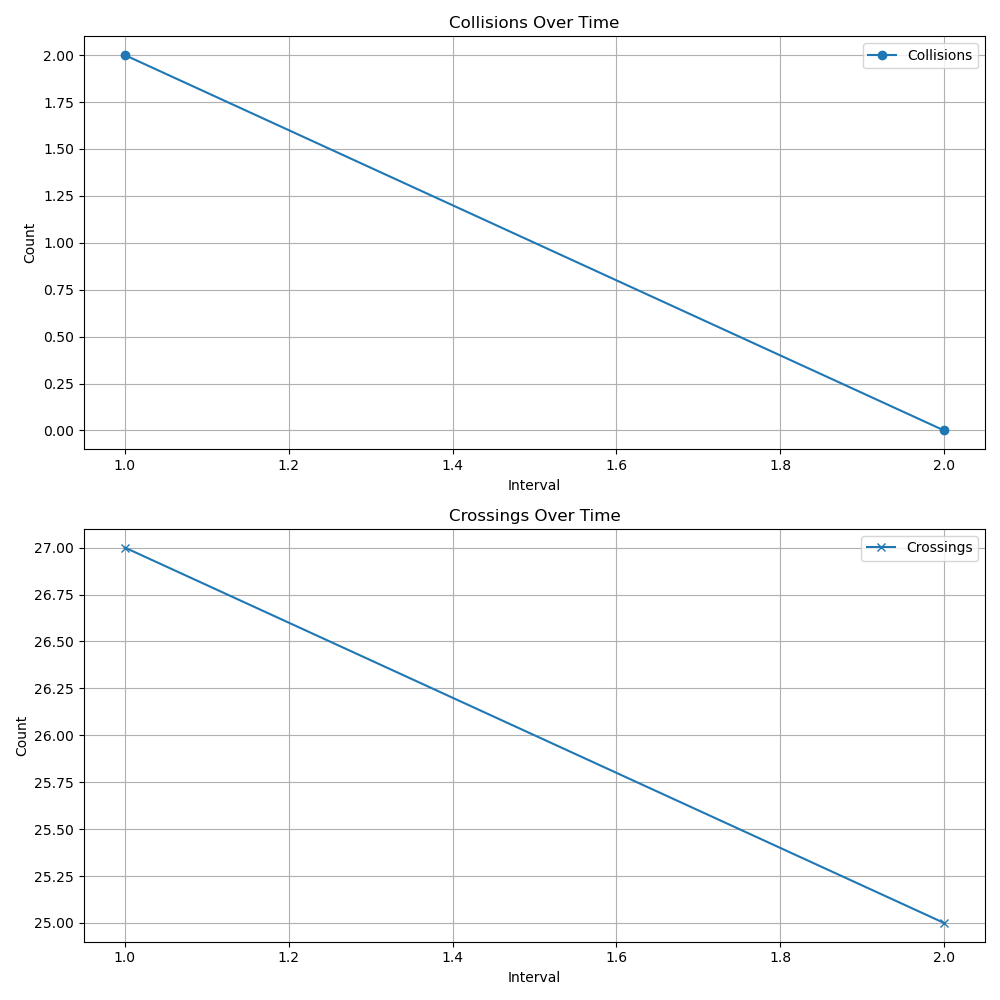 Collisions Over Time
Collisions
2.00
1.75
1.50
1.25
1.00
0.75
0.50
0.25
0.00
Count
1.0 1.2 1.4 1.6 1.8 2.0
Interval
Crossings Over Time
Crossings
27.00
26.75
26.50
26.25
26.00
25.75
25.50
25.25
25.00
Count
1.0 1.2 1.4 1.6 1.8 2.0
Interval